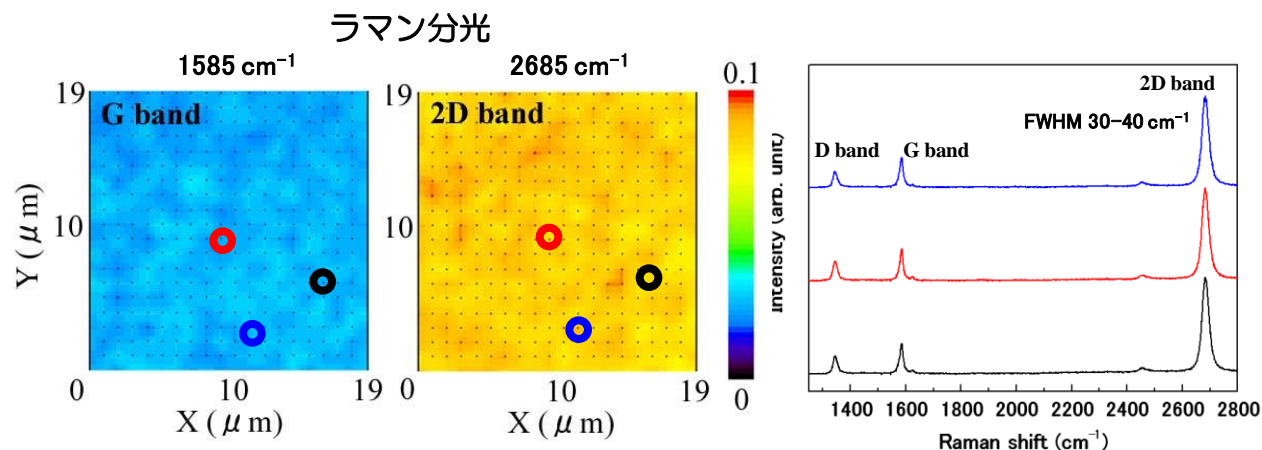 ラマン分光
1585 cm⁻¹
2685 cm⁻¹
G band
2D band
19
10
0
10
19
X (μm)
Y (μm)
19
10
0
10
19
X (μm)
0.1
0
Intensity (arb. unit)
2D band
FWHM 30-40 cm⁻¹
D band
G band
1400
1600
1800
2000
2200
2400
2600
2800
Raman shift (cm⁻¹)